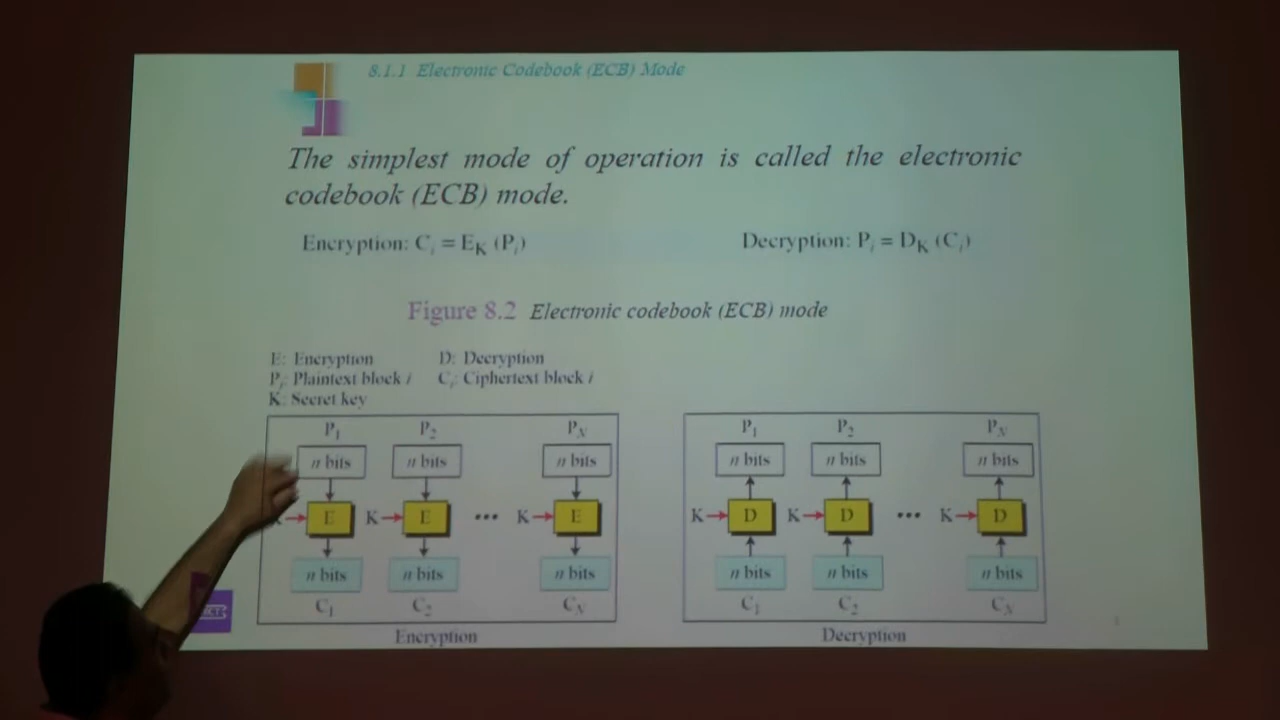 8.1.1 Electronic Codebook (ECB) Mode
The simplest mode of operation is called the electronic
codebook (ECB) mode.
Encryption: Cᵢ = E_K (Pᵢ)
Decryption: Pᵢ = D_K (Cᵢ)
Figure 8.2 Electronic codebook (ECB) mode
E: Encryption D: Decryption
Pᵢ: Plaintext block i Cᵢ: Ciphertext block i
K: Secret key
P₁ P₂ P_N
n bits n bits n bits
K E K E ••• K E
n bits n bits n bits
C₁ C₂ C_N
Encryption
P₁ P₂ P_N
n bits n bits n bits
K D K D ••• K D
n bits n bits n bits
C₁ C₂ C_N
Decryption